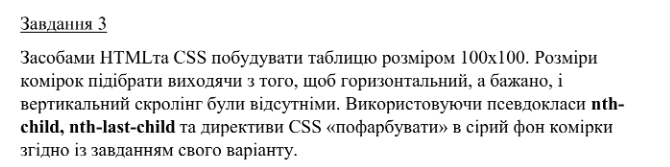 Завдання 3
Засобами HTMLта CSS побудувати таблицю розміром 100x100. Розміри
комірок підібрати виходячи з того, щоб горизонтальний, а бажано, і
вертикальний скролінг були відсутніми. Використовуючи псевдокласи nth-
child, nth-last-child та директиви CSS «пофарбувати» в сірий фон комірки
згідно із завданням свого варіанту.